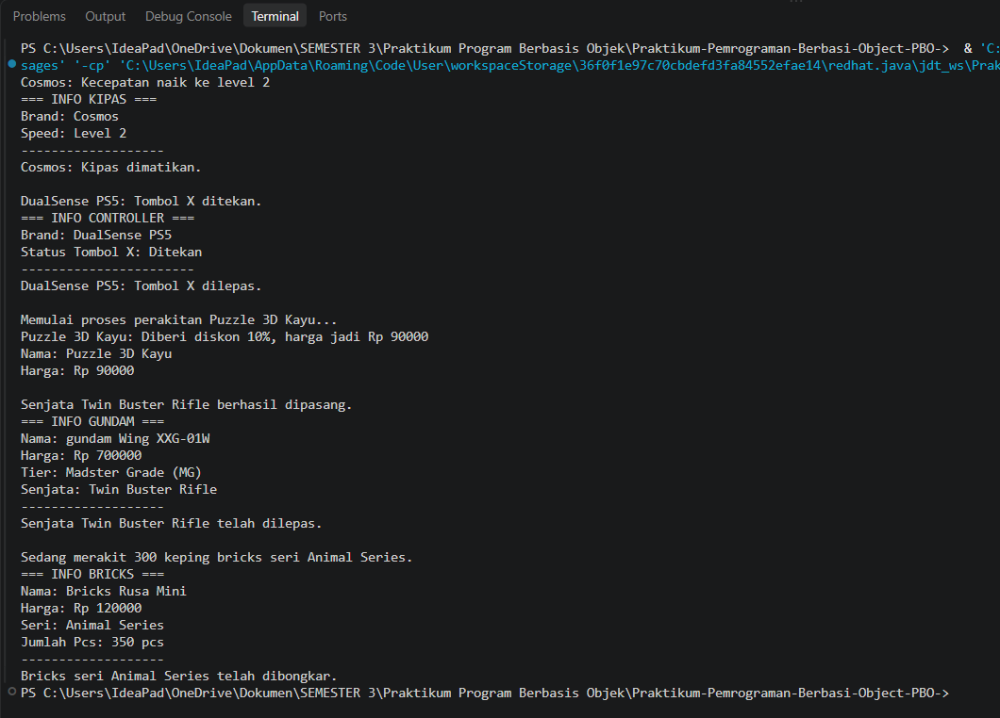 Problems Output Debug Console Terminal Ports
PS C:\Users\IdeaPad\OneDrive\Dokumen\SEMESTER 3\Praktikum Program Berbasis Objek\Praktikum-Pemrograman-Berbasi-Object-PBO-> & 'C:
sages' '-cp' 'C:\Users\IdeaPad\AppData\Roaming\Code\User\workspaceStorage\36f0f1e97c70cbdefd3fa84552efae14\redhat.java\jdt_ws\Prak
Cosmos: Kecepatan naik ke level 2
=== INFO KIPAS ===
Brand: Cosmos
Speed: Level 2
-------------------
Cosmos: Kipas dimatikan.
DualSense PS5: Tombol X ditekan.
=== INFO CONTROLLER ===
Brand: DualSense PS5
Status Tombol X: Ditekan
-----------------------
DualSense PS5: Tombol X dilepas.
Memulai proses perakitan Puzzle 3D Kayu...
Puzzle 3D Kayu: Diberi diskon 10%, harga jadi Rp 90000
Nama: Puzzle 3D Kayu
Harga: Rp 90000
Senjata Twin Buster Rifle berhasil dipasang.
=== INFO GUNDAM ===
Nama: gundam Wing XXG-01W
Harga: Rp 700000
Tier: Madster Grade (MG)
Senjata: Twin Buster Rifle
-------------------
Senjata Twin Buster Rifle telah dilepas.
Sedang merakit 300 keping bricks seri Animal Series.
=== INFO BRICKS ===
Nama: Bricks Rusa Mini
Harga: Rp 120000
Seri: Animal Series
Jumlah Pcs: 350 pcs
-------------------
Bricks seri Animal Series telah dibongkar.
PS C:\Users\IdeaPad\OneDrive\Dokumen\SEMESTER 3\Praktikum Program Berbasis Objek\Praktikum-Pemrograman-Berbasi-Object-PBO->